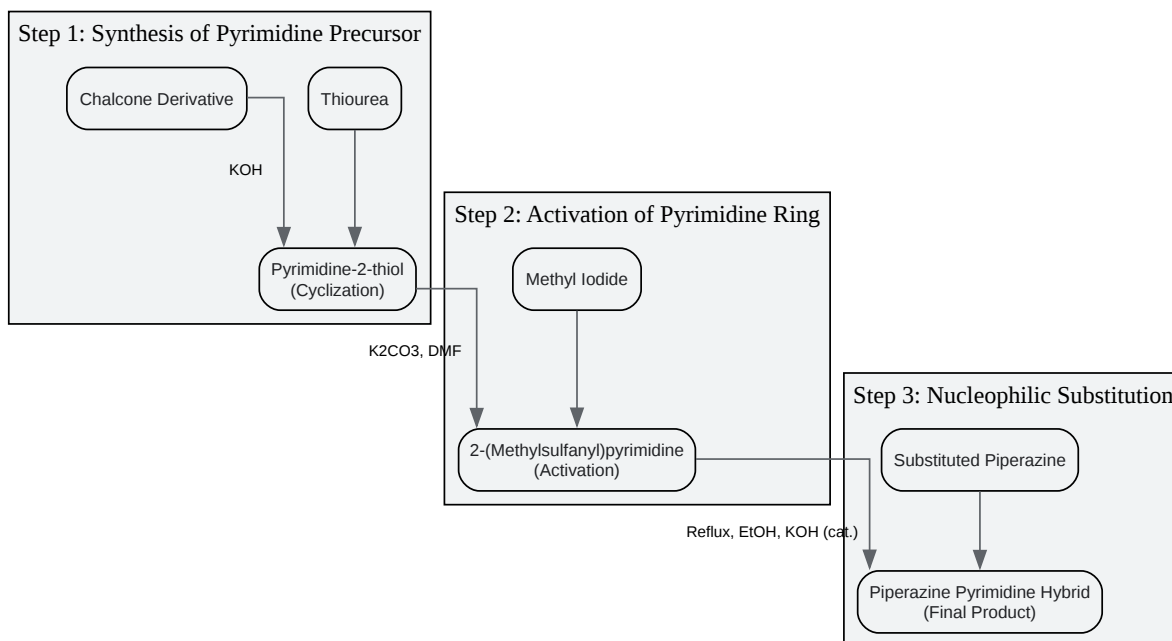 Step 1: Synthesis of Pyrimidine Precursor
Chalcone Derivative
Thiourea
KOH
Pyrimidine-2-thiol
(Cyclization)
Step 2: Activation of Pyrimidine Ring
Methyl Iodide
K2CO3, DMF
2-(Methylsulfanyl)pyrimidine
(Activation)
Step 3: Nucleophilic Substitution
Substituted Piperazine
Reflux, EtOH, KOH (cat.)
Piperazine Pyrimidine Hybrid
(Final Product)